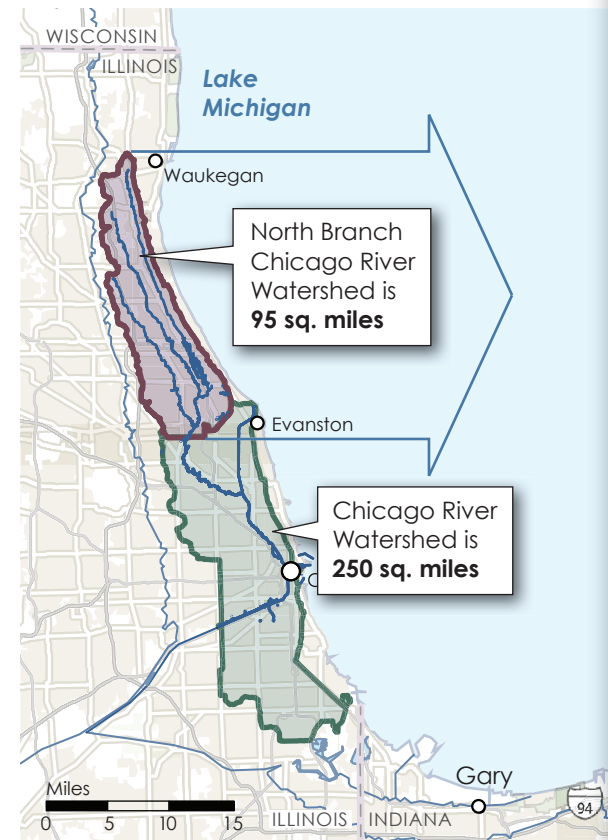 WISCONSIN
ILLINOIS
Lake
Michigan
Waukegan
North Branch
Chicago River
Watershed is
95 sq. miles
Evanston
Chicago River
Watershed is
250 sq. miles
Gary
94
Miles
0 5 10 15
ILLINOIS
INDIANA